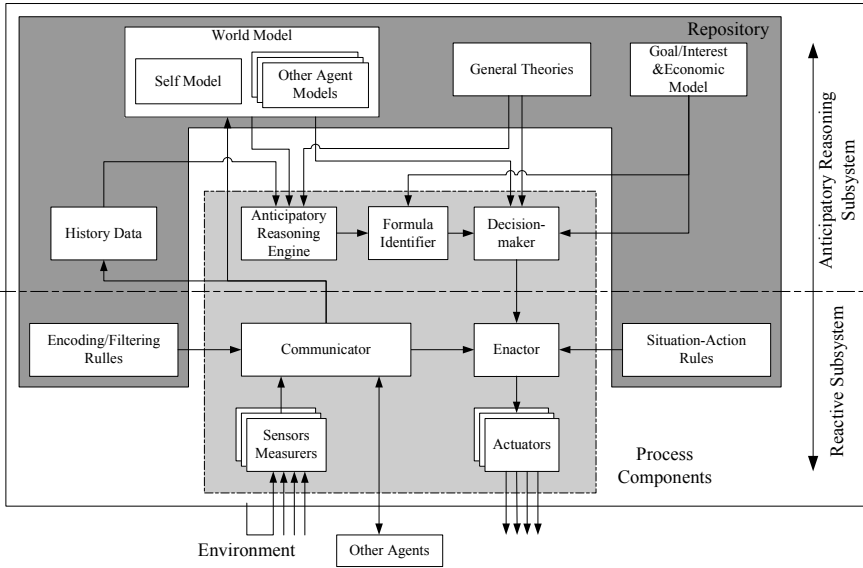 World Model
Repository
Self Model
Other Agent
Models
General Theories
Goal/Interest
&Economic
Model
Anticipatory Reasoning
Subsystem
History Data
Anticipatory
Reasoning
Engine
Formula
Identifier
Decision-
maker
Encoding/Filtering
Rulles
Communicator
Enactor
Situation-Action
Rules
Reactive Subsystem
Sensors
Measurers
Actuators
Process
Components
Environment
Other Agents